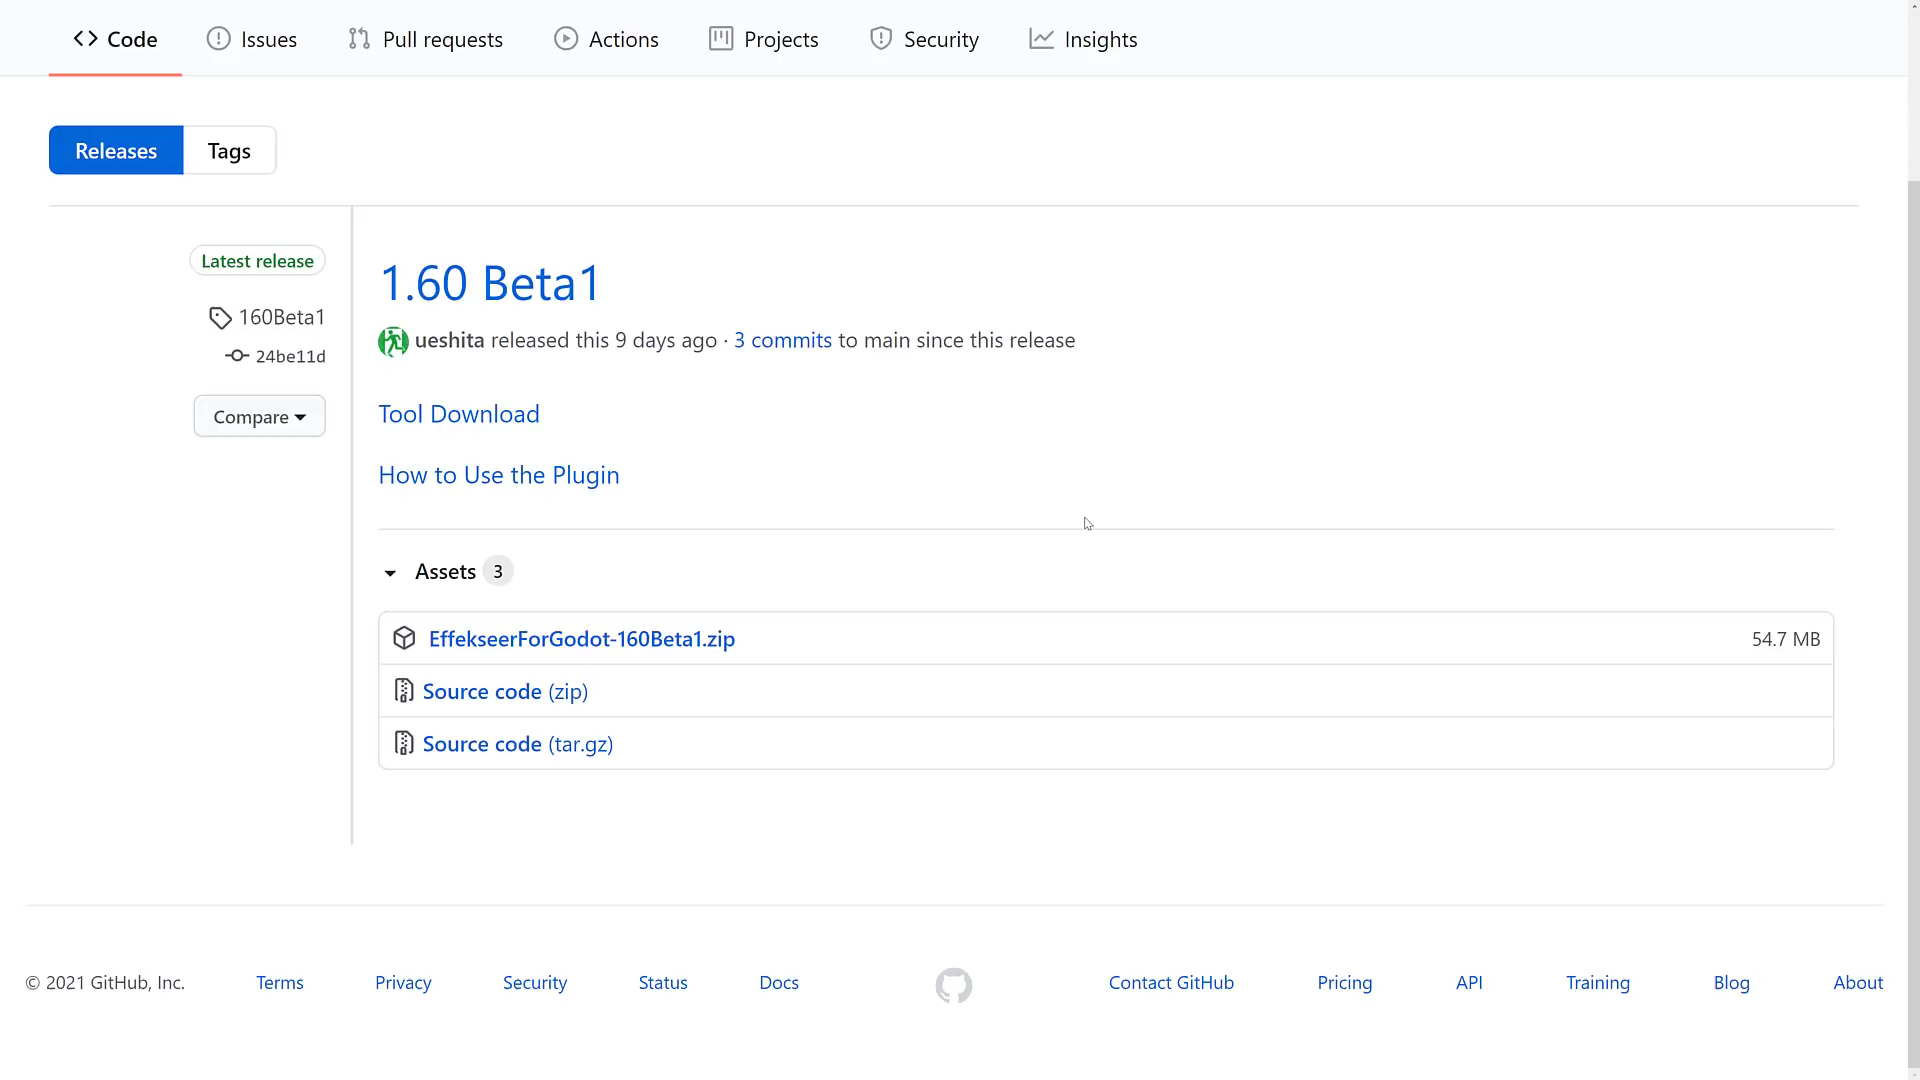 Code Issues Pull requests Actions Projects Security Insights
Releases Tags
Latest release
160Beta1
24be11d
Compare
1.60 Beta1
ueshita released this 9 days ago · 3 commits to main since this release
Tool Download
How to Use the Plugin
Assets 3
EffekseerForGodot-160Beta1.zip 54.7 MB
Source code (zip)
Source code (tar.gz)
© 2021 GitHub, Inc. Terms Privacy Security Status Docs Contact GitHub Pricing API Training Blog About